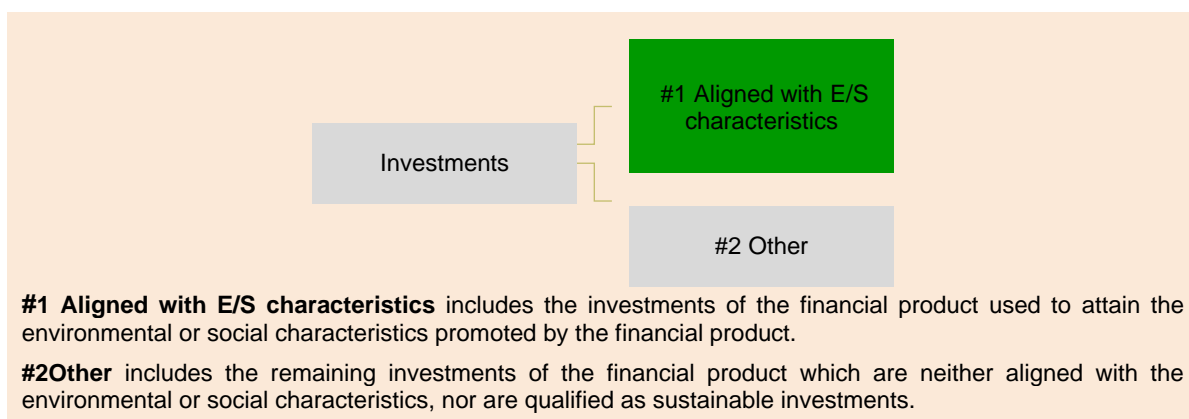 #1 Aligned with E/S
characteristics
Investments
#2 Other
#1 Aligned with E/S characteristics includes the investments of the financial product used to attain the
environmental or social characteristics promoted by the financial product.
#2Other includes the remaining investments of the financial product which are neither aligned with the
environmental or social characteristics, nor are qualified as sustainable investments.